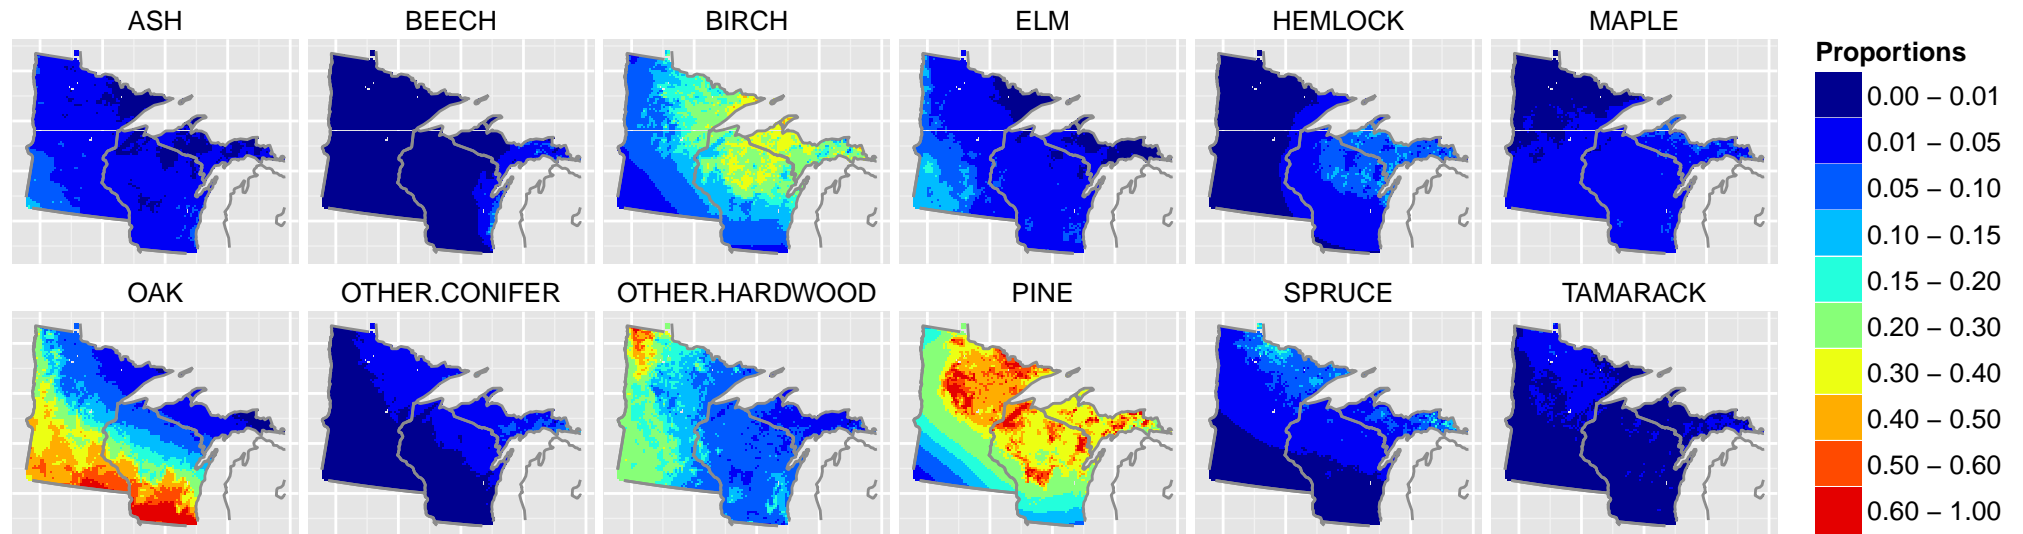 ASH BEECH BIRCH ELM HEMLOCK MAPLE
OAK OTHER.CONIFER OTHER.HARDWOOD PINE SPRUCE TAMARACK
Proportions
0.00 − 0.01
0.01 − 0.05
0.05 − 0.10
0.10 − 0.15
0.15 − 0.20
0.20 − 0.30
0.30 − 0.40
0.40 − 0.50
0.50 − 0.60
0.60 − 1.00